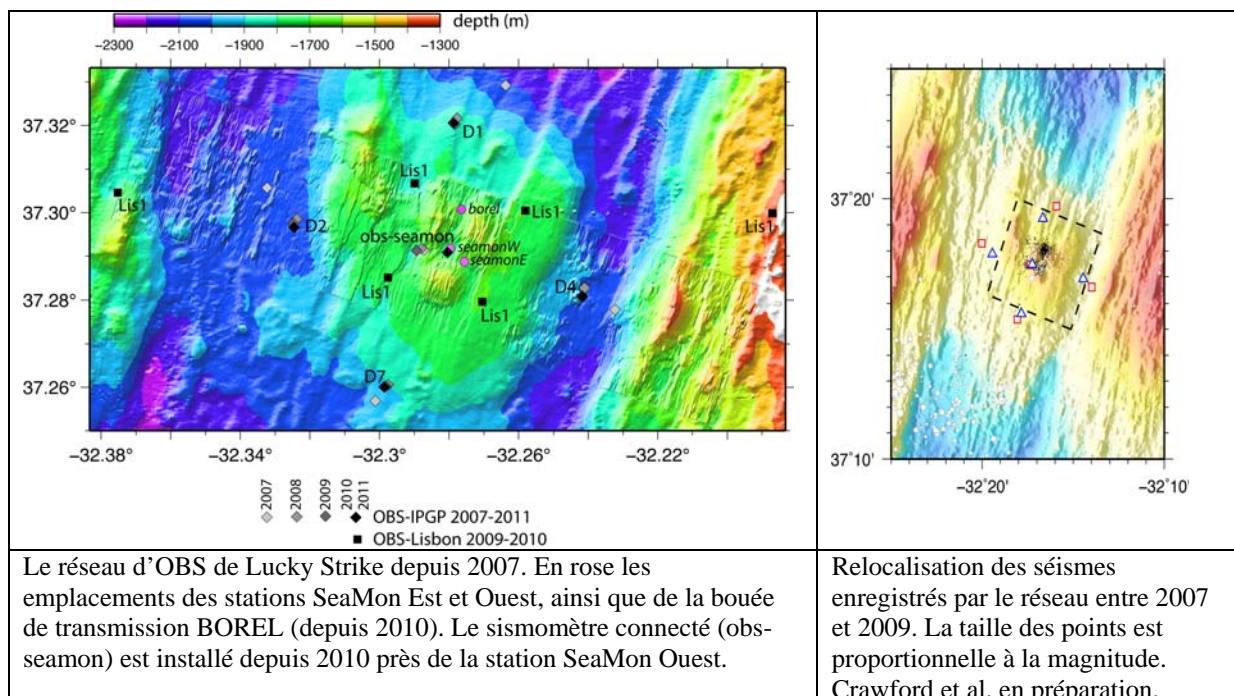 depth (m)
−2300 −2100 −1900 −1700 −1500 −1300
37.32°
37.30°
37.28°
37.26°
D1
Lis1
Lis1
borel
Lis1
Lis1
D2
obs-seamon
seamonW
seamonE
D4
Lis1
Lis1
D7
−32.38° −32.34° −32.3° −32.26° −32.22°
2007
2008
2009
2010
2011
OBS-IPGP 2007-2011
OBS-Lisbon 2009-2010
37°20'
37°10'
−32°20' −32°10'
Le réseau d’OBS de Lucky Strike depuis 2007. En rose les
emplacements des stations SeaMon Est et Ouest, ainsi que de la bouée
de transmission BOREL (depuis 2010). Le sismomètre connecté (obs-
seamon) est installé depuis 2010 près de la station SeaMon Ouest.
Relocalisation des séismes
enregistrés par le réseau entre 2007
et 2009. La taille des points est
proportionnelle à la magnitude.
Crawford et al. en préparation.